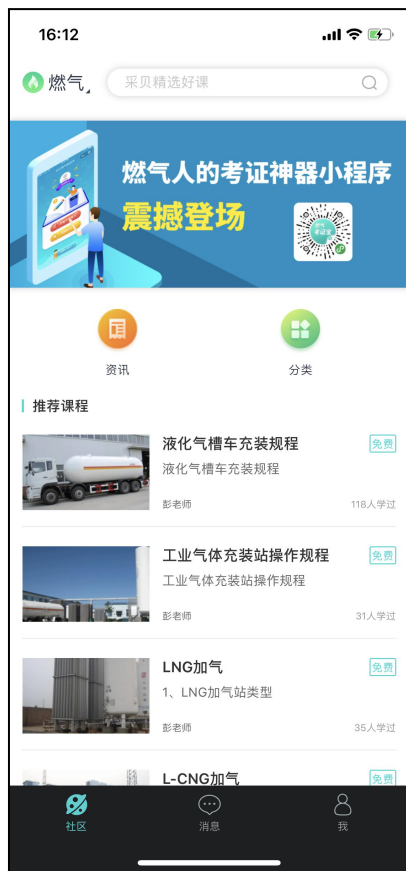 16:12
燃气
采贝精选好课
燃气人的考证神器小程序
震撼登场
资讯
分类
推荐课程
液化气槽车充装规程
免费
液化气槽车充装规程
彭老师
118人学过
工业气体充装站操作规程
免费
工业气体充装站操作规程
彭老师
31人学过
LNG加气
免费
1、LNG加气站类型
彭老师
35人学过
L-CNG加气
免费
社区
消息
我